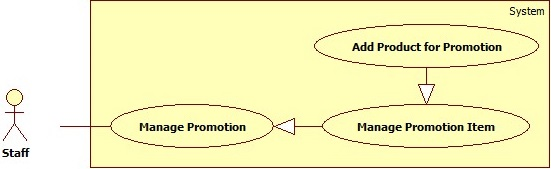 System
Add Product for Promotion
Manage Promotion
Manage Promotion Item
Staff